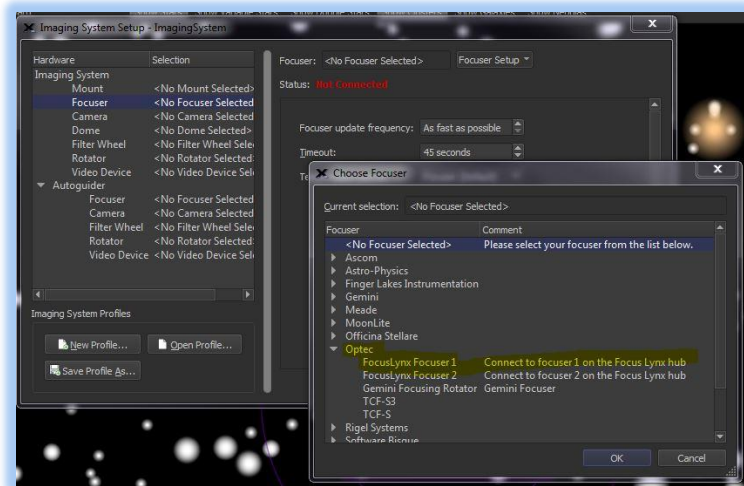 Imaging System Setup - ImagingSystem
x
Hardware Selection
Imaging System
Mount <No Mount Selected>
Focuser <No Focuser Selected
Camera <No Camera Selected
Dome <No Dome Selected>
Filter Wheel <No Filter Wheel Sele
Rotator <No Rotator Selected:
Video Device <No Video Device Sel
Autoguider
Focuser <No Focuser Selected
Camera <No Camera Selected
Filter Wheel <No Filter Wheel Sele
Rotator <No Rotator Selected:
Video Device <No Video Device Sel
Imaging System Profiles
New Profile... Open Profile...
Save Profile As...
Focuser: <No Focuser Selected> Focuser Setup
Status: Not Connected
Focuser update frequency: As fast as possible
Timeout: 45 seconds
Choose Focuser
x
Current selection: <No Focuser Selected>
Focuser Comment
<No Focuser Selected> Please select your focuser from the list below.
Ascom
Astro-Physics
Finger Lakes Instrumentation
Gemini
Meade
MoonLite
Officina Stellare
Optec
FocusLynx Focuser 1 Connect to focuser 1 on the Focus Lynx hub
FocusLynx Focuser 2 Connect to focuser 2 on the Focus Lynx hub
Gemini Focusing Rotator Gemini Focuser
TCF-S3
TCF-S
Rigel Systems
Software Bisque
OK Cancel